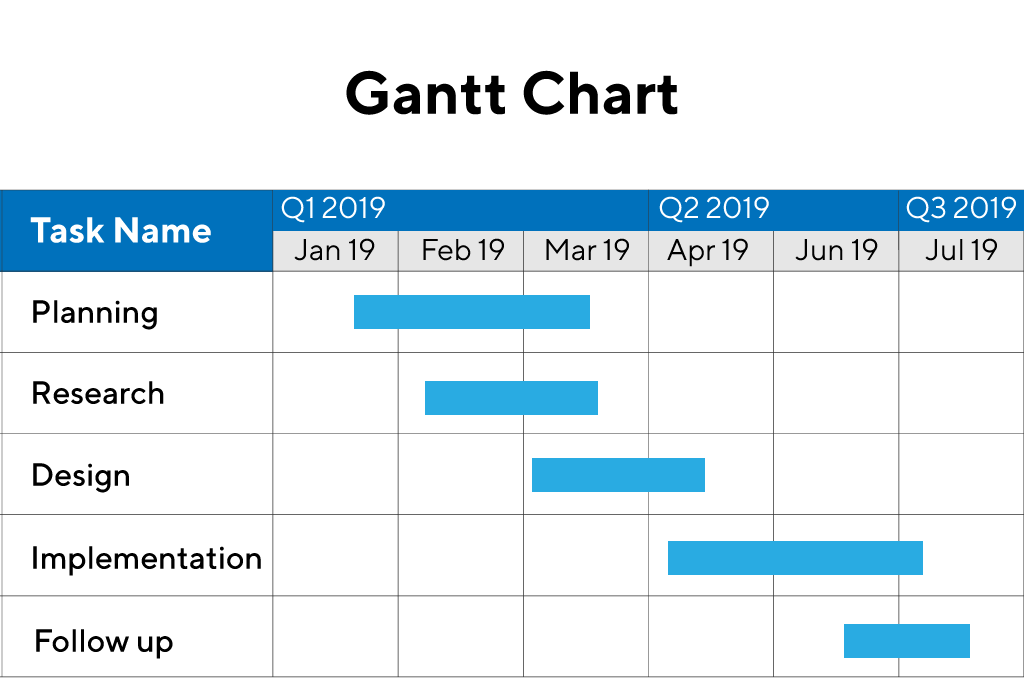 Gantt Chart
Task Name
Q1 2019
Q2 2019
Q3 2019
Jan 19
Feb 19
Mar 19
Apr 19
Jun 19
Jul 19
Planning
Research
Design
Implementation
Follow up